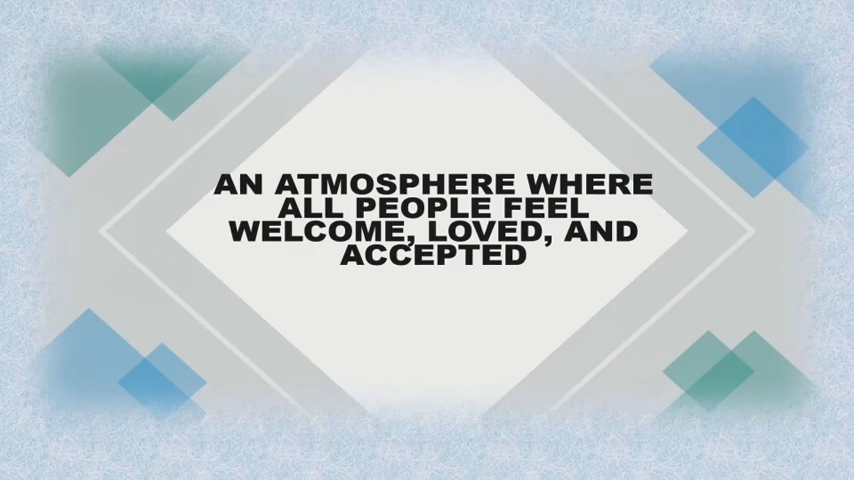 AN ATMOSPHERE WHERE
ALL PEOPLE FEEL
WELCOME, LOVED, AND
ACCEPTED